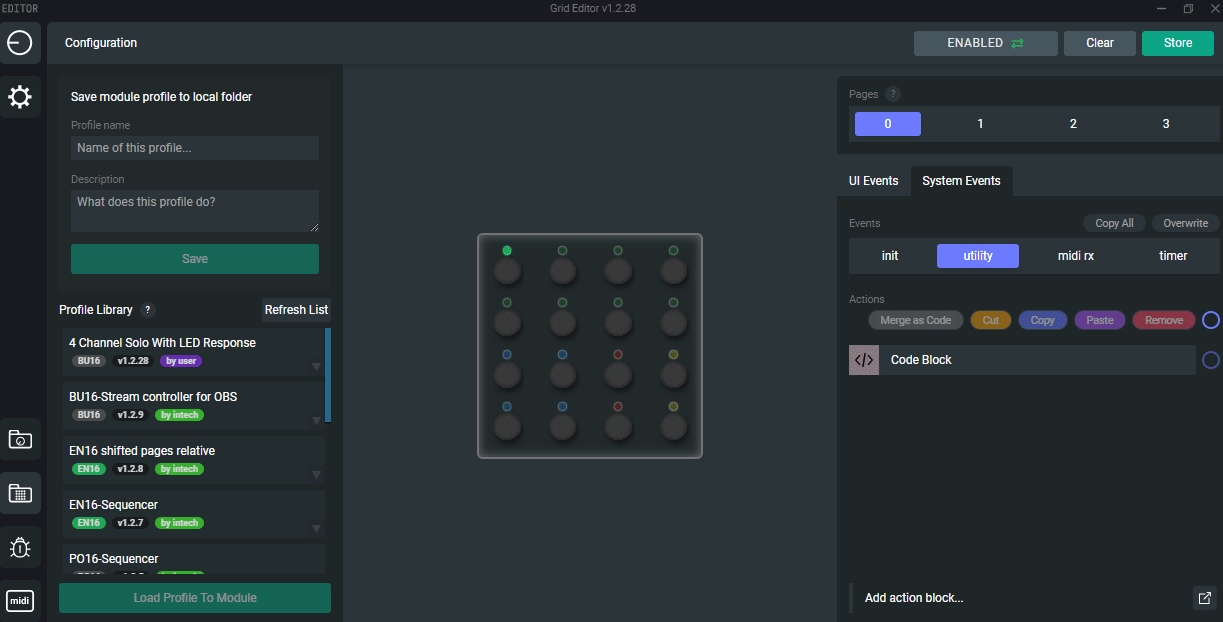 EDITOR
Grid Editor v1.2.28
Configuration
ENABLED
Clear
Store
Save module profile to local folder
Profile name
Name of this profile...
Description
What does this profile do?
Save
Profile Library ?
Refresh List
4 Channel Solo With LED Response
BU16 v1.2.28 by user
BU16-Stream controller for OBS
BU16 v1.2.9 by intech
EN16 shifted pages relative
EN16 v1.2.8 by intech
EN16-Sequencer
EN16 v1.2.7 by intech
PO16-Sequencer
Load Profile To Module
midi
Pages ?
0 1 2 3
UI Events System Events
Events
Copy All Overwrite
init utility midi rx timer
Actions
Merge as Code Cut Copy Paste Remove
</> Code Block
Add action block...